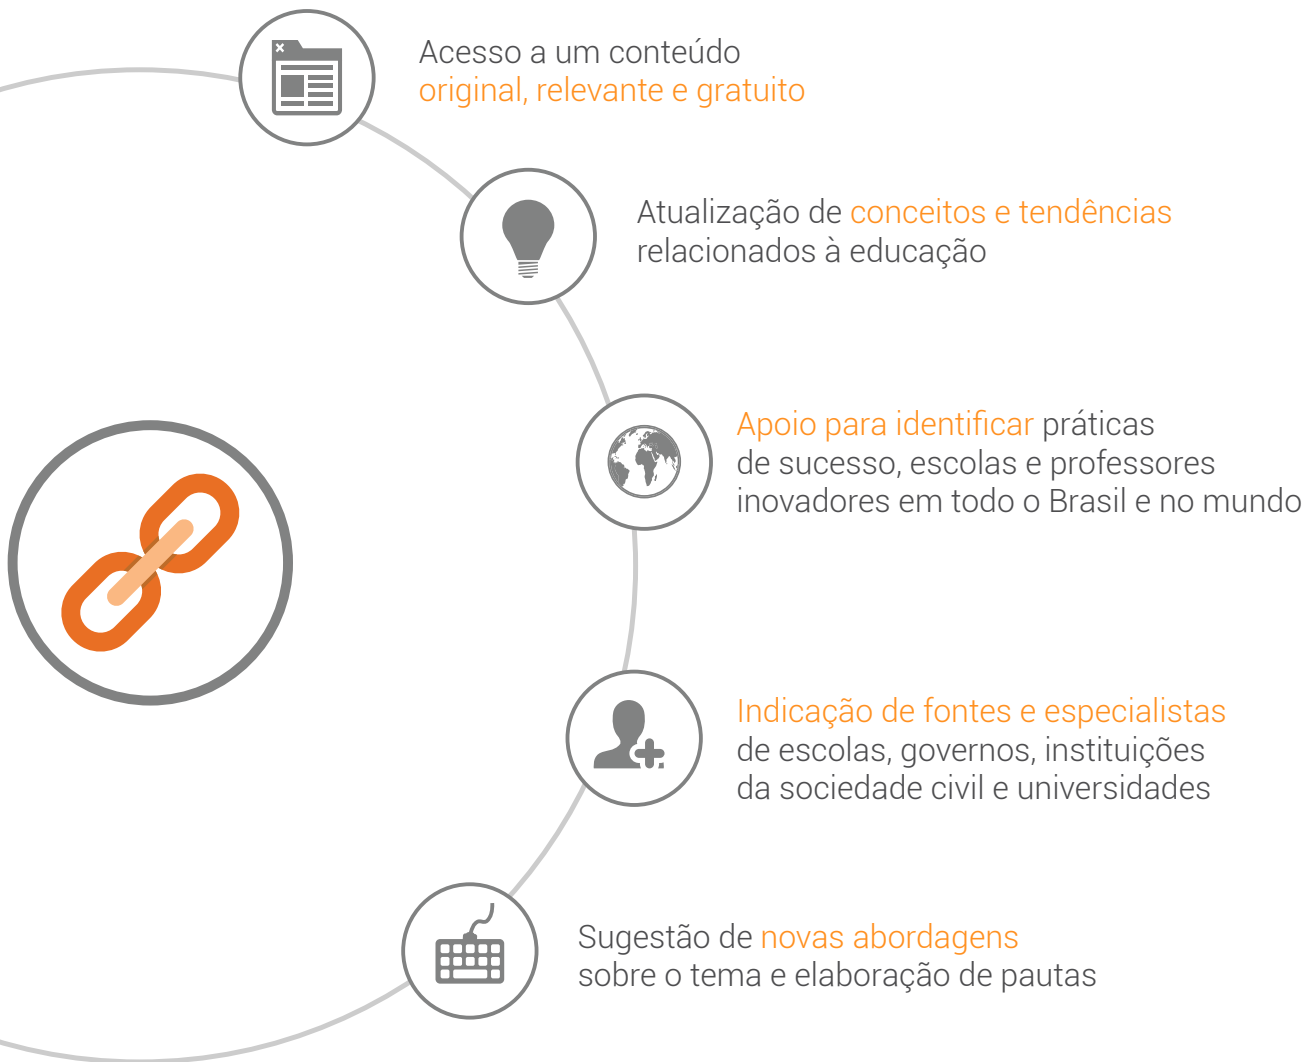 Acesso a um conteúdo
original, relevante e gratuito
Atualização de conceitos e tendências
relacionados à educação
Apoio para identificar práticas
de sucesso, escolas e professores
inovadores em todo o Brasil e no mundo
Indicação de fontes e especialistas
de escolas, governos, instituições
da sociedade civil e universidades
Sugestão de novas abordagens
sobre o tema e elaboração de pautas